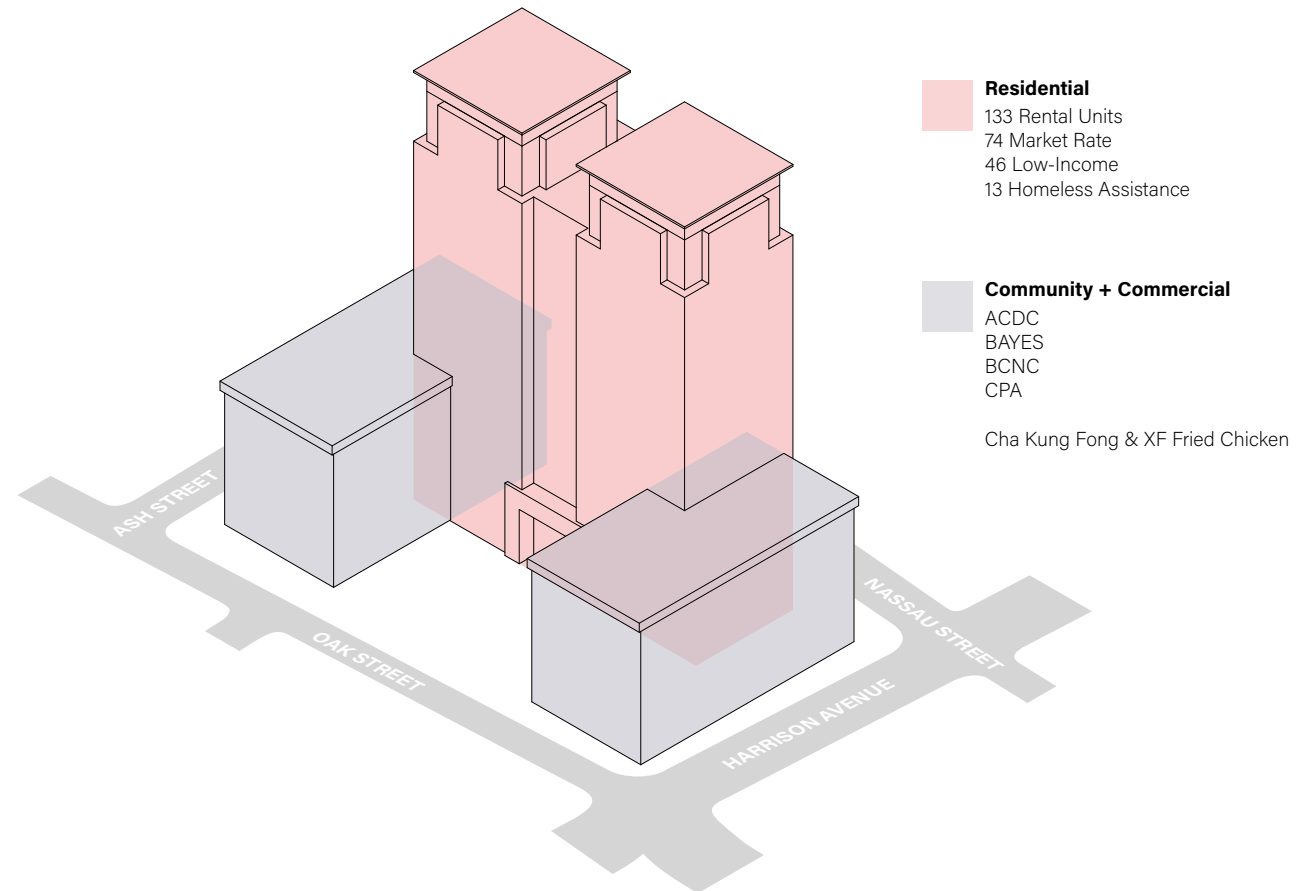 Residential
133 Rental Units
74 Market Rate
46 Low-Income
13 Homeless Assistance
Community + Commercial
ACDC
BAYES
BCNC
CPA
Cha Kung Fong & XF Fried Chicken
ASH STREET
OAK STREET
HARRISON AVENUE
NASSAU STREET